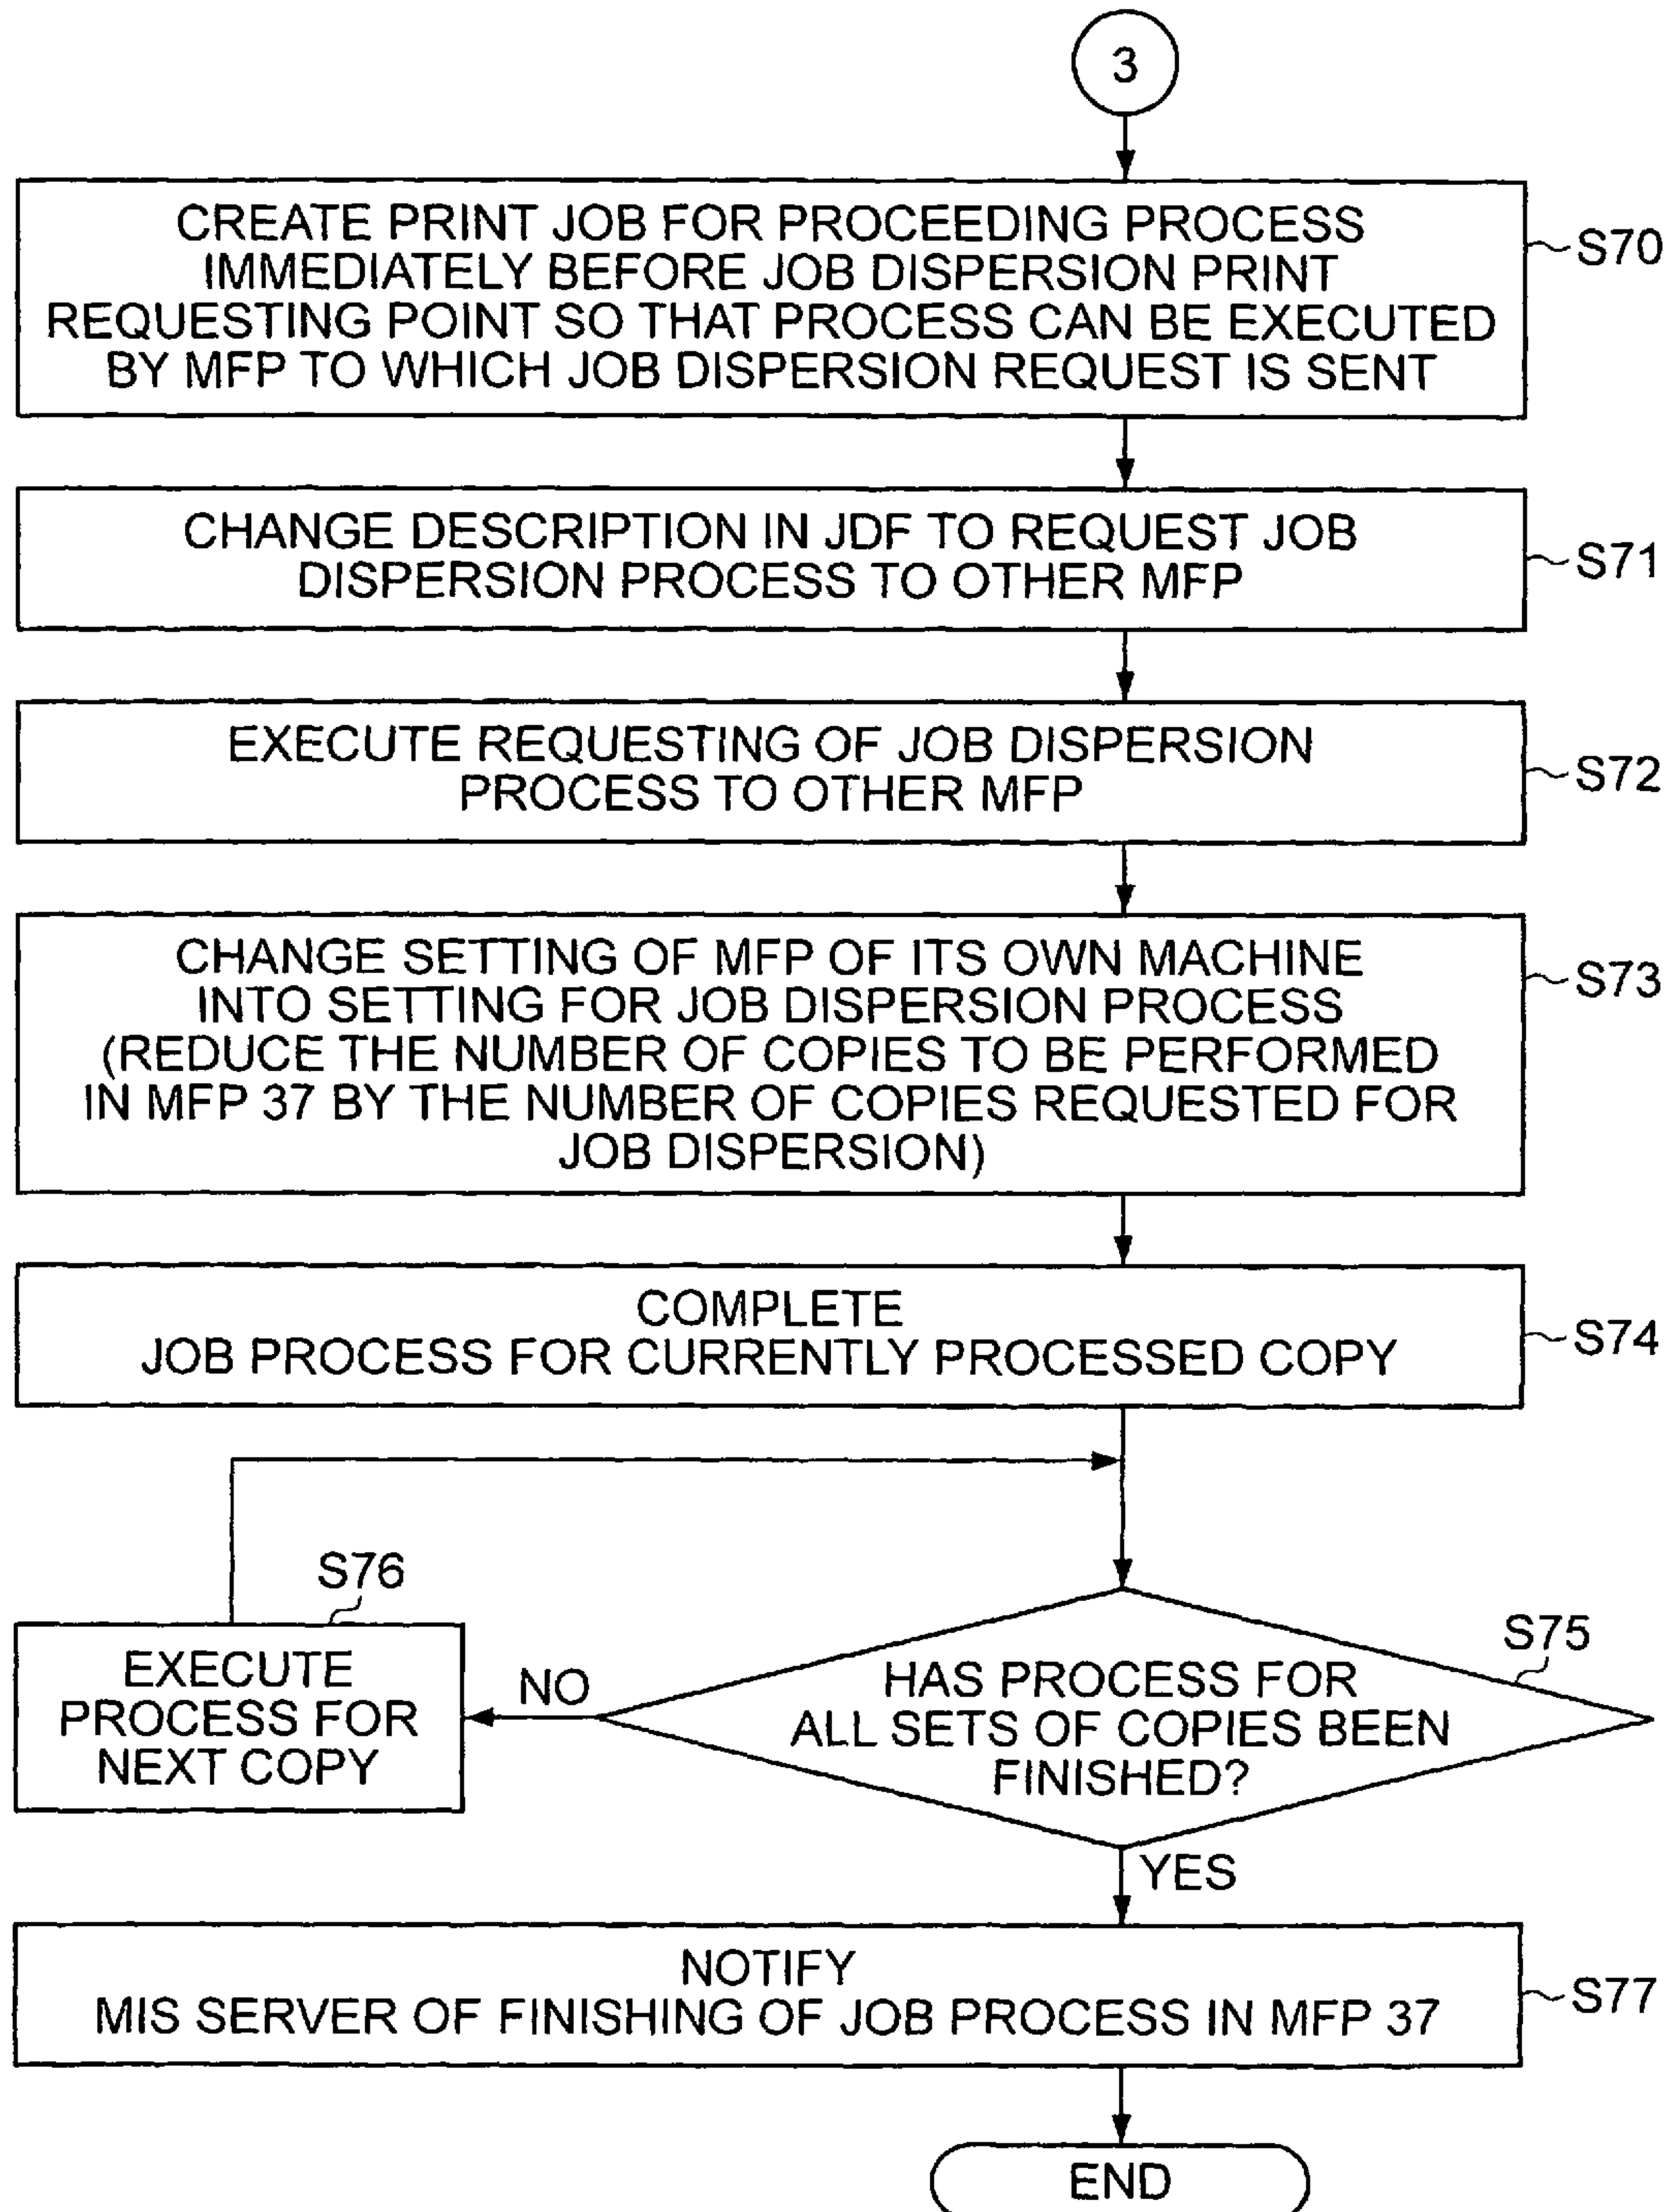 3
CREATE PRINT JOB FOR PROCEEDING PROCESS
IMMEDIATELY BEFORE JOB DISPERSION PRINT
REQUESTING POINT SO THAT PROCESS CAN BE EXECUTED
BY MFP TO WHICH JOB DISPERSION REQUEST IS SENT
S70
CHANGE DESCRIPTION IN JDF TO REQUEST JOB
DISPERSION PROCESS TO OTHER MFP
S71
EXECUTE REQUESTING OF JOB DISPERSION
PROCESS TO OTHER MFP
S72
CHANGE SETTING OF MFP OF ITS OWN MACHINE
INTO SETTING FOR JOB DISPERSION PROCESS
(REDUCE THE NUMBER OF COPIES TO BE PERFORMED
IN MFP 37 BY THE NUMBER OF COPIES REQUESTED FOR
JOB DISPERSION)
S73
COMPLETE
JOB PROCESS FOR CURRENTLY PROCESSED COPY
S74
S76
EXECUTE
PROCESS FOR
NEXT COPY
NO
S75
HAS PROCESS FOR
ALL SETS OF COPIES BEEN
FINISHED?
YES
NOTIFY
MIS SERVER OF FINISHING OF JOB PROCESS IN MFP 37
S77
END